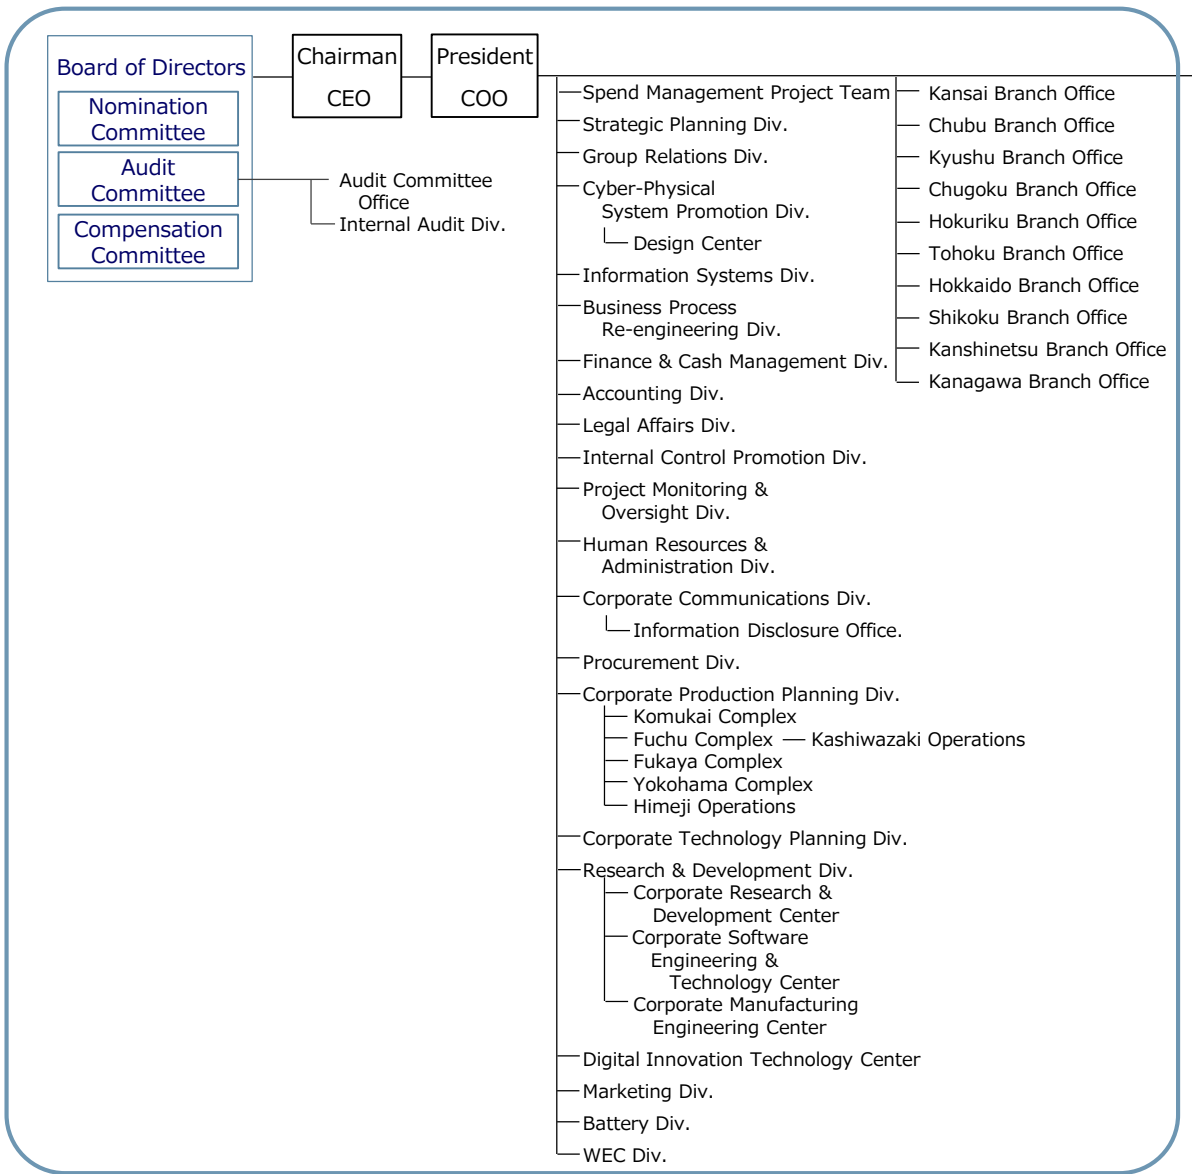 Board of Directors
Nomination
Committee
Audit
Committee
Compensation
Committee
Chairman
CEO
President
COO
Audit Committee
Office
Internal Audit Div.
Spend Management Project Team
Strategic Planning Div.
Group Relations Div.
Cyber-Physical
System Promotion Div.
Design Center
Information Systems Div.
Business Process
Re-engineering Div.
Finance & Cash Management Div.
Accounting Div.
Legal Affairs Div.
Internal Control Promotion Div.
Project Monitoring &
Oversight Div.
Human Resources &
Administration Div.
Corporate Communications Div.
Information Disclosure Office.
Procurement Div.
Corporate Production Planning Div.
Komukai Complex
Fuchu Complex
Kashiwazaki Operations
Fukaya Complex
Yokohama Complex
Himeji Operations
Corporate Technology Planning Div.
Research & Development Div.
Corporate Research &
Development Center
Corporate Software
Engineering &
Technology Center
Corporate Manufacturing
Engineering Center
Digital Innovation Technology Center
Marketing Div.
Battery Div.
WEC Div.
Kansai Branch Office
Chubu Branch Office
Kyushu Branch Office
Chugoku Branch Office
Hokuriku Branch Office
Tohoku Branch Office
Hokkaido Branch Office
Shikoku Branch Office
Kanshinetsu Branch Office
Kanagawa Branch Office